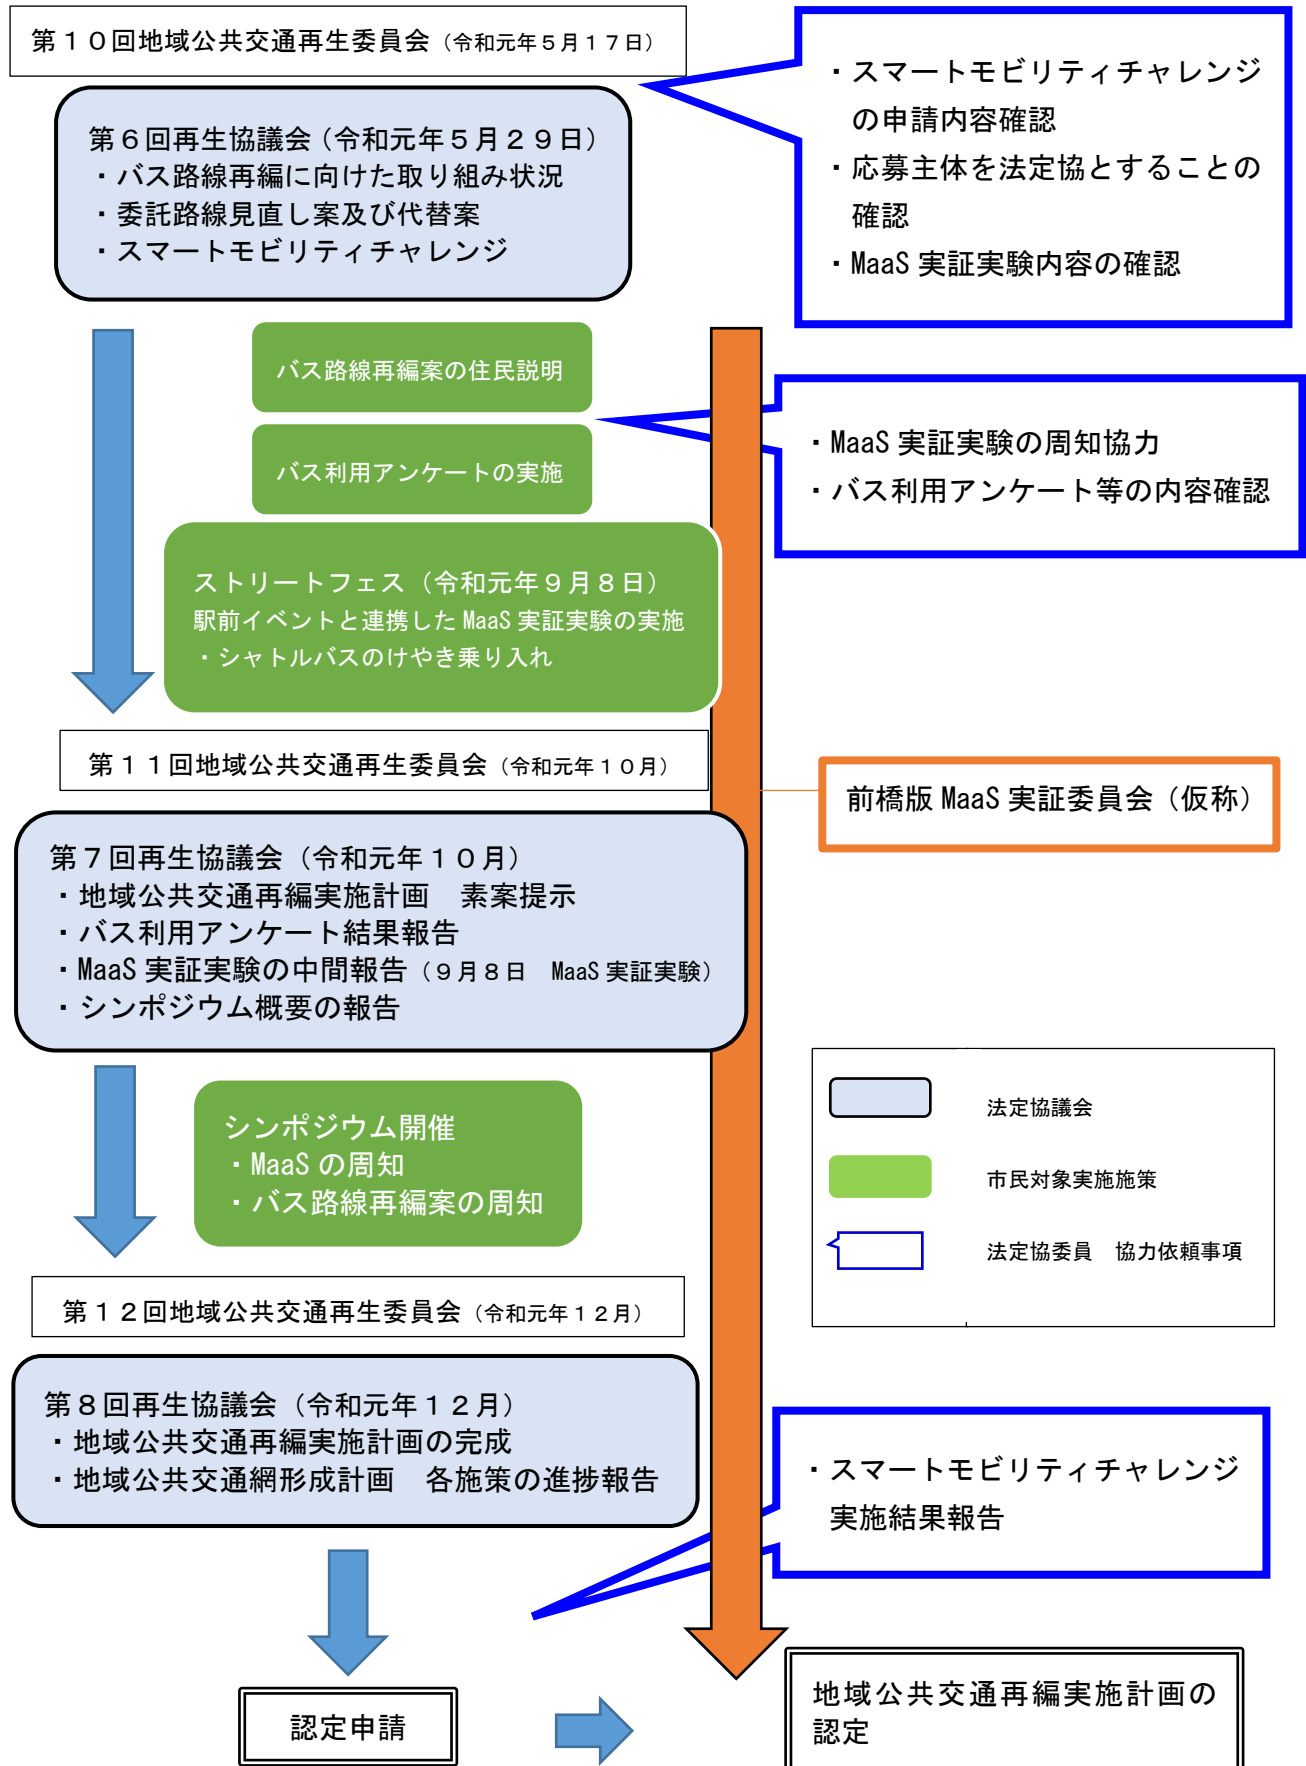 第１０回地域公共交通再生委員会（令和元年５月１７日）
・スマートモビリティチャレンジ
の申請内容確認
・応募主体を法定協とすることの
確認
・MaaS 実証実験内容の確認
第６回再生協議会（令和元年５月２９日）
・バス路線再編に向けた取り組み状況
・委託路線見直し案及び代替案
・スマートモビリティチャレンジ
バス路線再編案の住民説明
バス利用アンケートの実施
・MaaS 実証実験の周知協力
・バス利用アンケート等の内容確認
ストリートフェス（令和元年９月８日）
駅前イベントと連携した MaaS 実証実験の実施
・シャトルバスのけやき乗り入れ
第１１回地域公共交通再生委員会（令和元年１０月）
前橋版 MaaS 実証委員会（仮称）
第７回再生協議会（令和元年１０月）
・地域公共交通再編実施計画　素案提示
・バス利用アンケート結果報告
・MaaS 実証実験の中間報告（９月８日　MaaS 実証実験）
・シンポジウム概要の報告
シンポジウム開催
・MaaS の周知
・バス路線再編案の周知
法定協議会
市民対象実施施策
法定協委員　協力依頼事項
第１２回地域公共交通再生委員会（令和元年１２月）
第８回再生協議会（令和元年１２月）
・地域公共交通再編実施計画の完成
・地域公共交通網形成計画　各施策の進捗報告
・スマートモビリティチャレンジ
実施結果報告
認定申請
地域公共交通再編実施計画の
認定